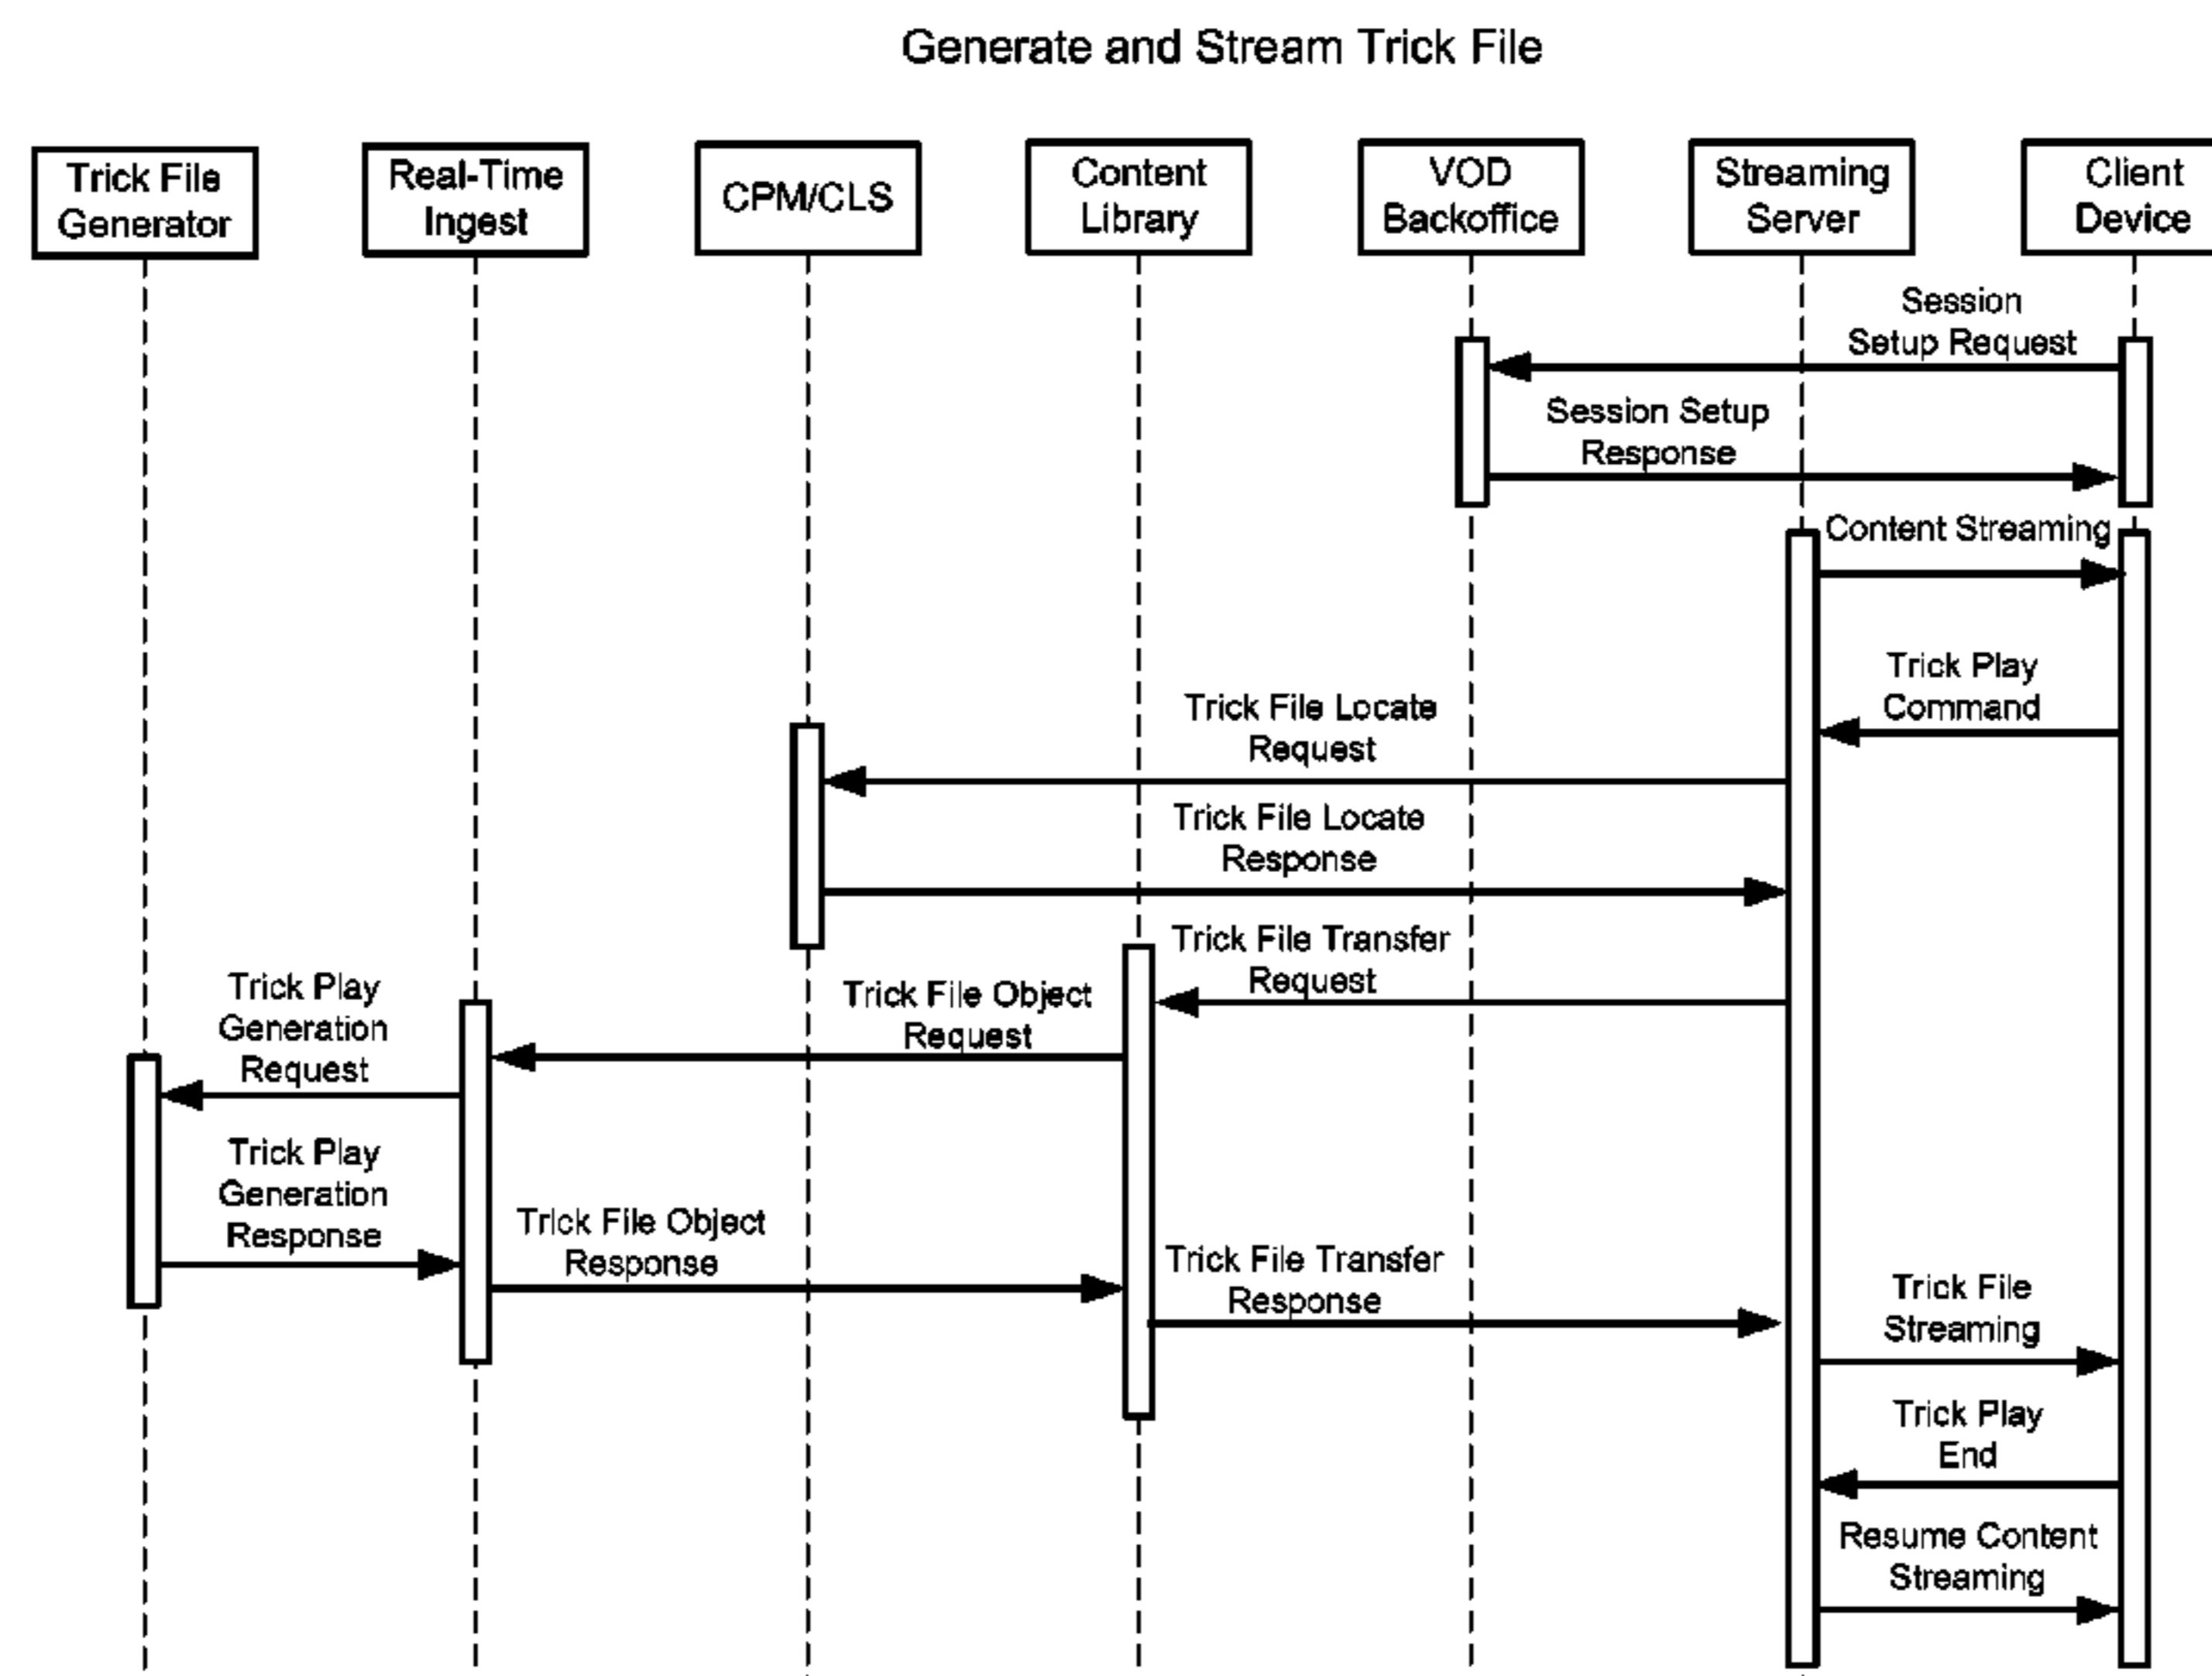 Generate and Stream Trick File
Trick File
Generator
Real-Time
Ingest
CPM/CLS
Content
Library
VOD
Backoffice
Streaming
Server
Client
Device
Session
Setup Request
Session Setup
Response
Content Streaming
Trick Play
Command
Trick File Locate
Request
Trick File Locate
Response
Trick File Transfer
Request
Trick File Object
Request
Trick Play
Generation
Request
Trick Play
Generation
Response
Trick File Object
Response
Trick File Transfer
Response
Trick File
Streaming
Trick Play
End
Resume Content
Streaming